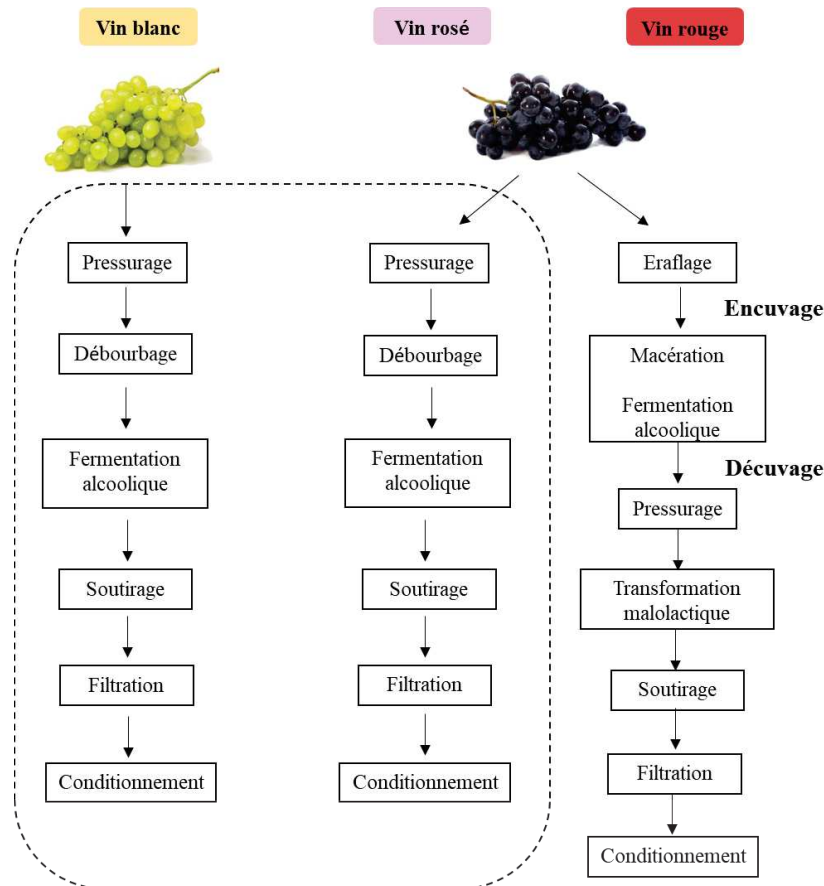 Vin blanc
Vin rosé
Vin rouge
Pressurage
Débourbage
Fermentation
alcoolique
Soutirage
Filtration
Conditionnement
Pressurage
Débourbage
Fermentation
alcoolique
Soutirage
Filtration
Conditionnement
Eraflage
Encuvage
Macération
Fermentation
alcoolique
Décuvage
Pressurage
Transformation
malolactique
Soutirage
Filtration
Conditionnement